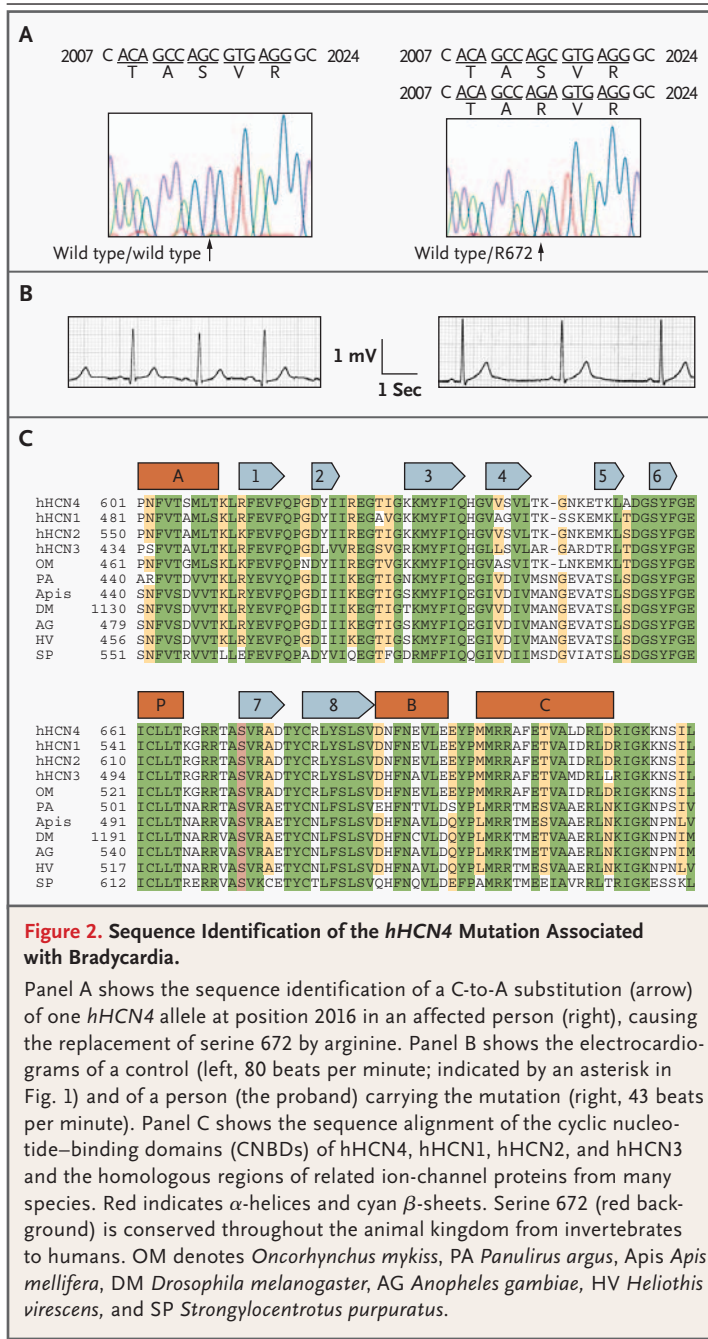 A
2007 C ACA GCC AGC GTG AGG GC 2024
T A S V R
2007 C ACA GCC AGC GTG AGG GC 2024
T A S V R
2007 C ACA GCC AGA GTG AGG GC 2024
T A R V R
Wild type/wild type
Wild type/R672
B
1 mV
1 Sec
C
A 1 2 3 4 5 6
hHCN4 601 PNFVTSMLTKLRFEVFQPGDYIIREGTIGKKMYFIQHGVVSVLTK-GNKETKLADGSYFGE
hHCN1 481 PNFVTAMLTKLKFEVFQPGDYIIREGAVGKKMYFIQHGVAGVITK-SSKEMKLTDGSYFGE
hHCN2 550 PNFVTAMLTKLKFEVFQPGDYIIREGTIGKKMYFIQHGVVSVLTK-GNKEMKLSDGSYFGE
hHCN3 434 PSFVTAVLTKLRFEVFQPGDLVVREGSVGRKMYFIQHGLLSVLAR-GARDTRLTDGSYFGE
OM 461 PNFVTGMLSKLKFEVFQPNDYIIREGTVGKKMYFIQHGVASVITK-LNKEMKLTDGSYFGE
PA 440 ARFVTDVVTKLRYEVFQPGDIIIKEGTIGSKMYFIQEGIVDIVMSNGEVATSLSDGSYFGE
Apis 440 SNFVSDVVTKLRYEVFQPGDIIIKEGTIGSKMYFIQEGIVDIVMANGEVATSLSDGSYFGE
DM 1130 SNFVSDVVTKLRYEVFQPGDIIIKEGTIGTKMYFIQEGIVDIVMANGEVATSLSDGSYFGE
AG 479 SNFVSDVVTKLRYEVFQPGDIIIKEGTIGSKMYFIQEGIVDIVMANGEVATSLSDGSYFGE
HV 456 SNFVSDVVTKLRYEVFQPGDIIIKEGTIGSKMYFIQEGIVDIVMANGEVATSLSDGSYFGE
SP 551 SNFVTRVVTLLEFEVFQPADYVIQEGTFGDRMFFIQQGIVDIIMSDGVIATSLSDGSYFGE
P 7 8 B C
hHCN4 661 ICLLTRGRRTASVRADTYCRLYSLSVDNFNEVLEEYPMMRRAFETVALDRLDRIGKKNSIL
hHCN1 541 ICLLTKGRRTASVRADTYCRLYSLSVDNFNEVLEEYPMMRRAFETVAIDRLDRIGKKNSIL
hHCN2 610 ICLLTRGRRTASVRADTYCRLYSLSVDNFNEVLEEYPMMRRAFETVAIDRLDRIGKKNSIL
hHCN3 494 ICLLTRGRRTASVRADTYCRLYSLSVDHFNAVLEEFPMMRRAFETVAMDRLLRIGKKNSIL
OM 521 ICLLTKGRRTASVRADTYCRLYSLSVDNFNEVLEEYPMMRRAFETVAIDRLDRIGKKNSIL
PA 501 ICLLTNARRTASVRAETYCNLFSLSVEHFNTVLDSYPLMRRTMESVAAERLNKIGKNPSIV
Apis 491 ICLLTNARRVASVRAETYCNLFSLSVDHFNAVLDQYPLMRRTMESVAAERLNKIGKNPNLV
DM 1191 ICLLTNARRVASVRAETYCNLFSLSVDHFNCVLDQYPLMRRTMETVAAERLNKIGKNPNIM
AG 540 ICLLTNARRVASVRAETYCNLFSLSVDHFNAVLDQYPLMRRKMETVAAERLNKIGKNPNIM
HV 517 ICLLTNARRVASVRAETYCNLFSLSVDHFNAVLDQYPLMRRTMESVAAERLNKIGKNPNLV
SP 612 ICLLTRERRVASVKCETYCTLFSLSVQHFNQVLDEFPAMRKTMEEIAVRRLTRIGKESSKL
Figure 2. Sequence Identification of the hHCN4 Mutation Associated
with Bradycardia.
Panel A shows the sequence identification of a C-to-A substitution (arrow)
of one hHCN4 allele at position 2016 in an affected person (right), causing
the replacement of serine 672 by arginine. Panel B shows the electrocardio-
grams of a control (left, 80 beats per minute; indicated by an asterisk in
Fig. 1) and of a person (the proband) carrying the mutation (right, 43 beats
per minute). Panel C shows the sequence alignment of the cyclic nucleo-
tide–binding domains (CNBDs) of hHCN4, hHCN1, hHCN2, and hHCN3
and the homologous regions of related ion-channel proteins from many
species. Red indicates α-helices and cyan β-sheets. Serine 672 (red back-
ground) is conserved throughout the animal kingdom from invertebrates
to humans. OM denotes Oncorhynchus mykiss, PA Panulirus argus, Apis Apis
mellifera, DM Drosophila melanogaster, AG Anopheles gambiae, HV Heliothis
virescens, and SP Strongylocentrotus purpuratus.